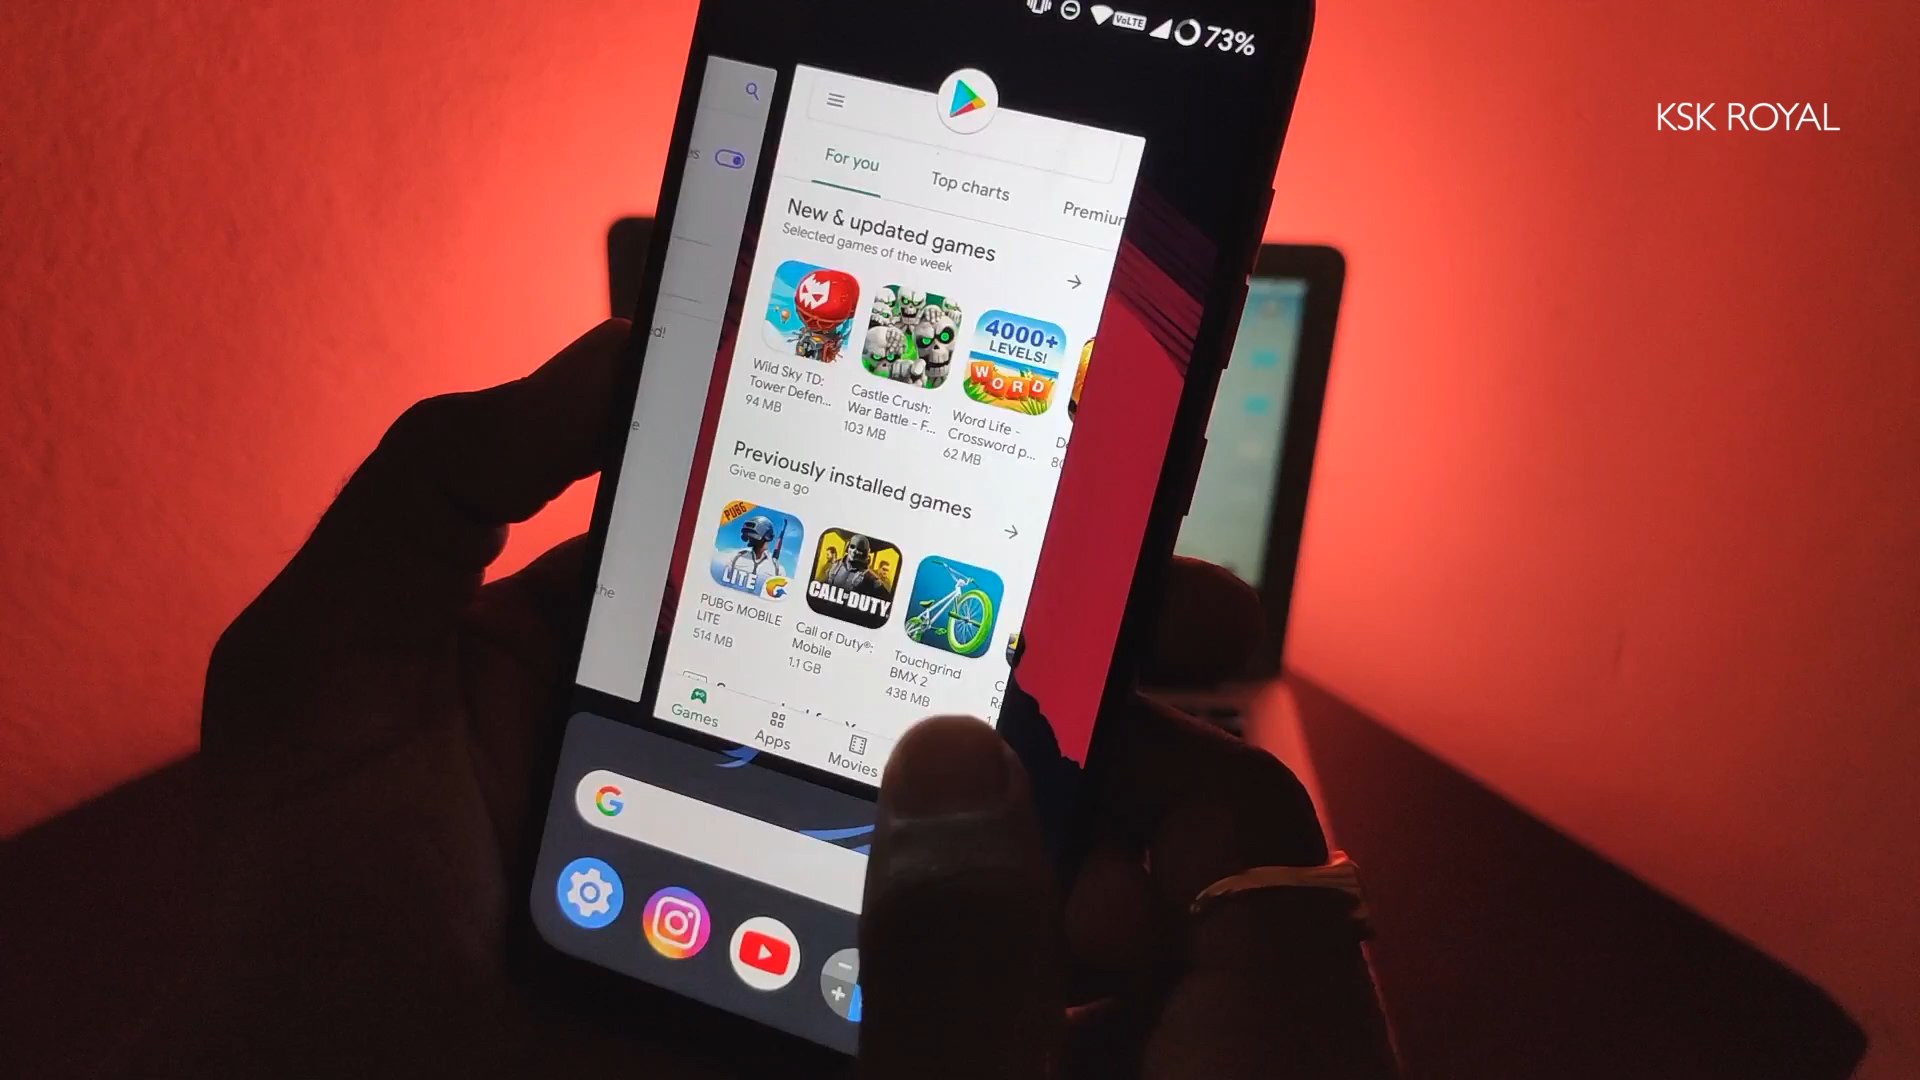 VoLTE 73%
KSK ROYAL
For you
Top charts
New & updated games
Selected games of the week
4000+
LEVELS!
WORD
Wild Sky TD:
Tower Defen...
94 MB
Castle Crush:
War Battle - F...
103 MB
Word Life -
Crossword p...
62 MB
Previously installed games
Give one a go
PUBG
LITE
CALL OF DUTY
PUBG MOBILE
LITE
514 MB
Call of Duty®:
Mobile
1.1 GB
Touchgrind
BMX 2
438 MB
the
Games
Apps
Movies
G